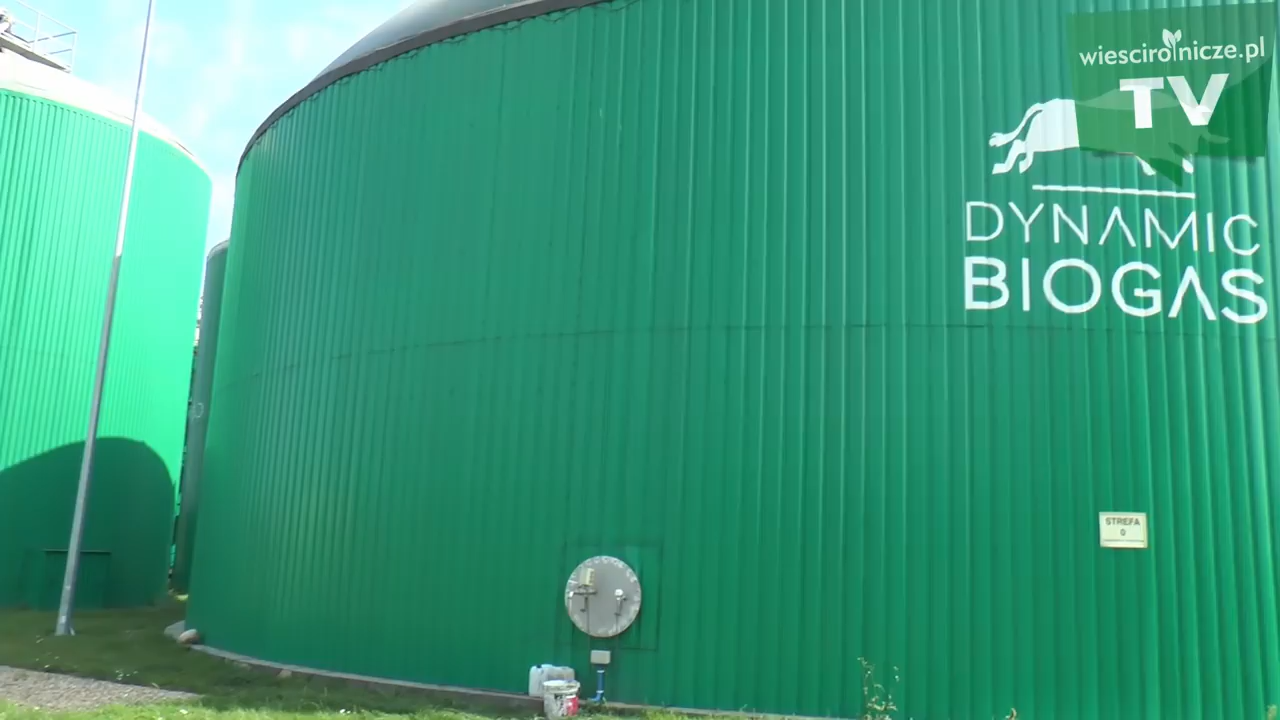 wiescirolnicze.pl
TV
DYNAMIC
BIOGAS
STREFA
0